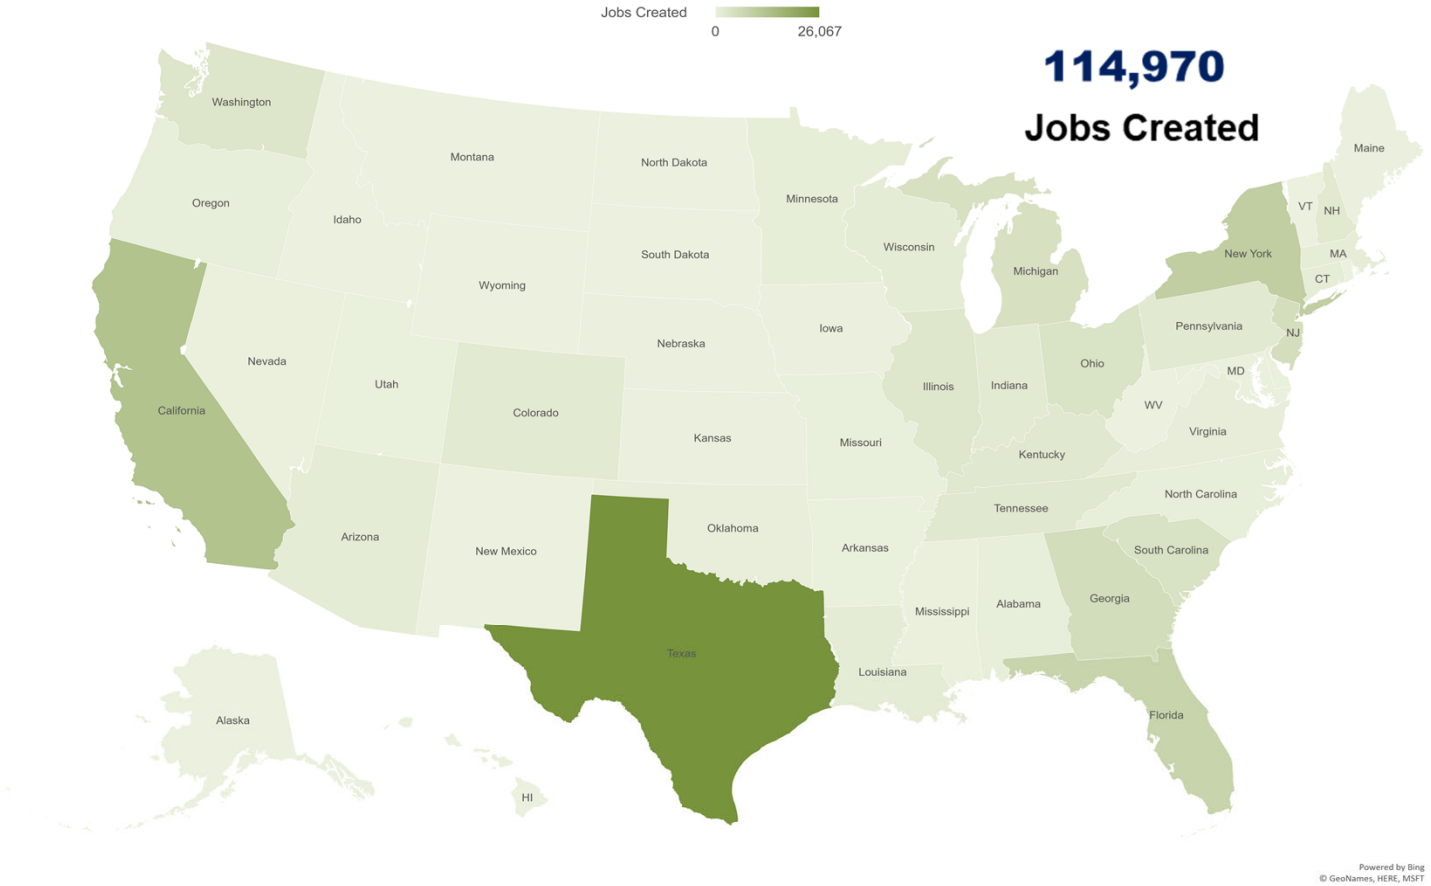 Jobs Created
0 26,067
114,970
Jobs Created
Washington
Montana
North Dakota
Minnesota
Maine
Oregon
Idaho
VT
NH
Wisconsin
New York
MA
South Dakota
Michigan
CT
Wyoming
Iowa
Pennsylvania
NJ
Nebraska
Nevada
Utah
Illinois
Indiana
Ohio
MD
California
Colorado
WV
Kansas
Missouri
Kentucky
Virginia
North Carolina
Arizona
New Mexico
Oklahoma
Arkansas
Tennessee
South Carolina
Mississippi
Alabama
Georgia
Texas
Louisiana
Florida
Alaska
HI
Powered by Bing
© GeoNames, HERE, MSFT